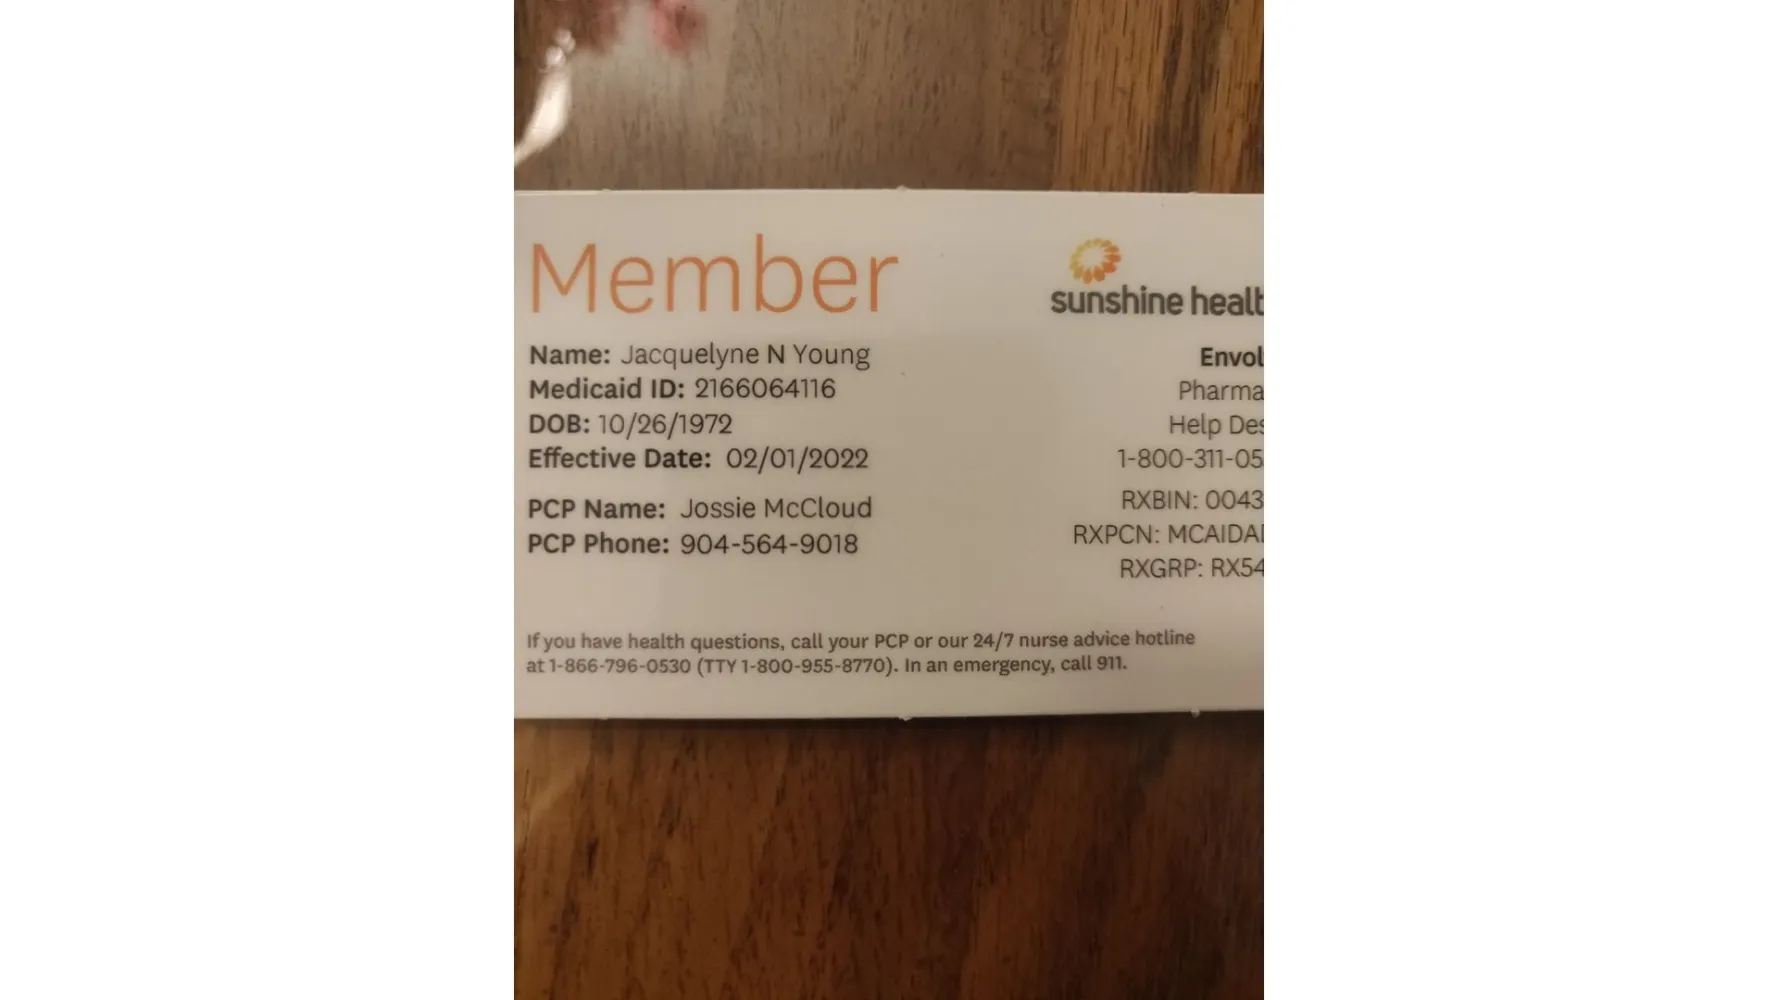 Member
sunshine healt
Name: Jacquelyne N Young
Medicaid ID: 2166064116
DOB: 10/26/1972
Effective Date: 02/01/2022
PCP Name: Jossie McCloud
PCP Phone: 904-564-9018
Envol
Pharma
Help Des
1-800-311-05
RXBIN: 0043
RXPCN: MCAIDA
RXGRP: RX54
If you have health questions, call your PCP or our 24/7 nurse advice hotline
at 1-866-796-0530 (TTY 1-800-955-8770). In an emergency, call 911.